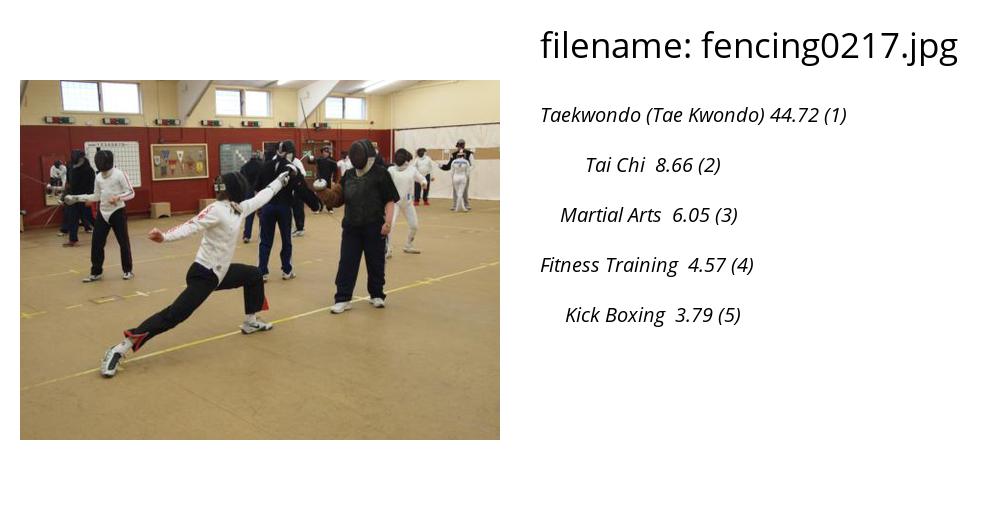 filename: fencing0217.jpg
Taekwondo (Tae Kwondo) 44.72 (1)
Tai Chi 8.66 (2)
Martial Arts 6.05 (3)
Fitness Training 4.57 (4)
Kick Boxing 3.79 (5)